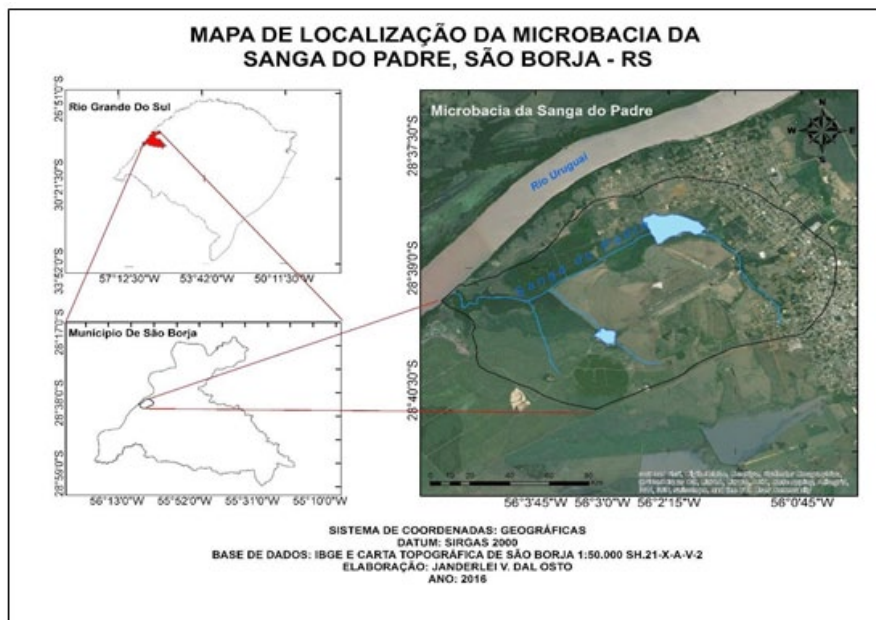 MAPA DE LOCALIZAÇÃO DA MICROBACIA DA
SANGA DO PADRE, SÃO BORJA - RS
Rio Grande Do Sul
26°51'0"S
30°21'30"S
33°52'0"S
57°12'30"W
53°42'0"W
50°11'30"W
Município De São Borja
28°17'0"S
28°38'0"S
28°59'0"S
56°13'0"W
55°52'0"W
55°31'0"W
55°10'0"W
Microbacia da Sanga do Padre
N
W
E
S
Rio Uruguai
Sanga do Padre
28°37'30"S
28°39'0"S
28°40'30"S
56°3'45"W
56°3'0"W
56°2'15"W
56°0'45"W
SISTEMA DE COORDENADAS: GEOGRÁFICAS
DATUM: SIRGAS 2000
BASE DE DADOS: IBGE E CARTA TOPOGRÁFICA DE SÃO BORJA 1:50.000 SH.21-X-A-V-2
ELABORAÇÃO: JANDERLEI V. DAL OSTO
ANO: 2016